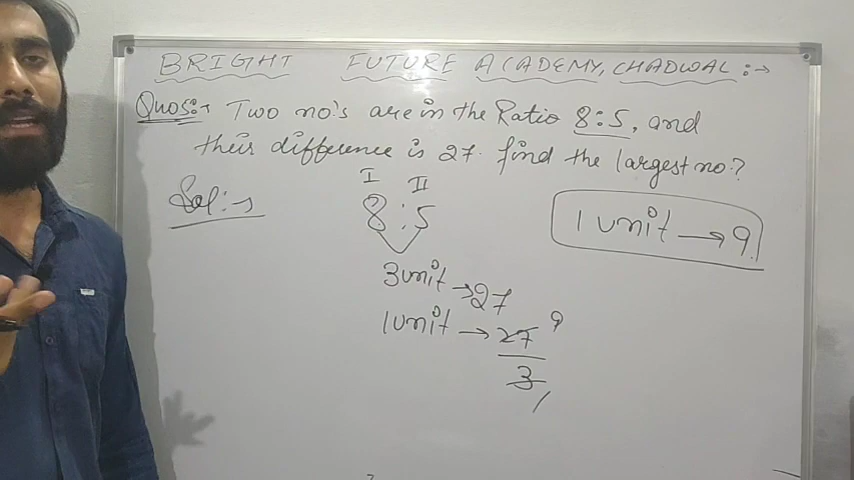 BRIGHT FUTURE ACADEMY, CHADWAL :→
Ques:→ Two no's are in the Ratio 8:5, and
their difference is 27. find the largest no.?
Sol:→
I II
8 : 5
1 unit → 9
3 unit → 27
1 unit → 27 9
3
1